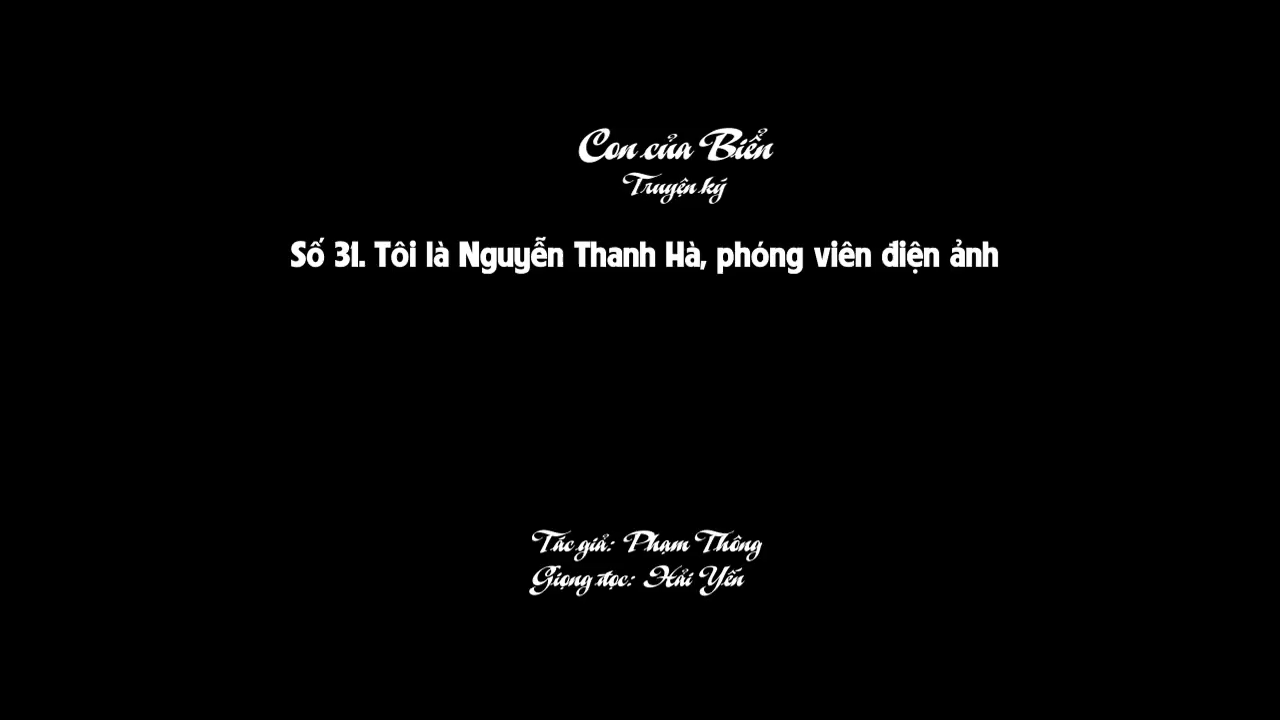 Con của Biển
Truyện ký
Số 31. Tôi là Nguyễn Thanh Hà, phóng viên điện ảnh
Tác giả: Phạm Thông
Giọng đọc: Hải Yến